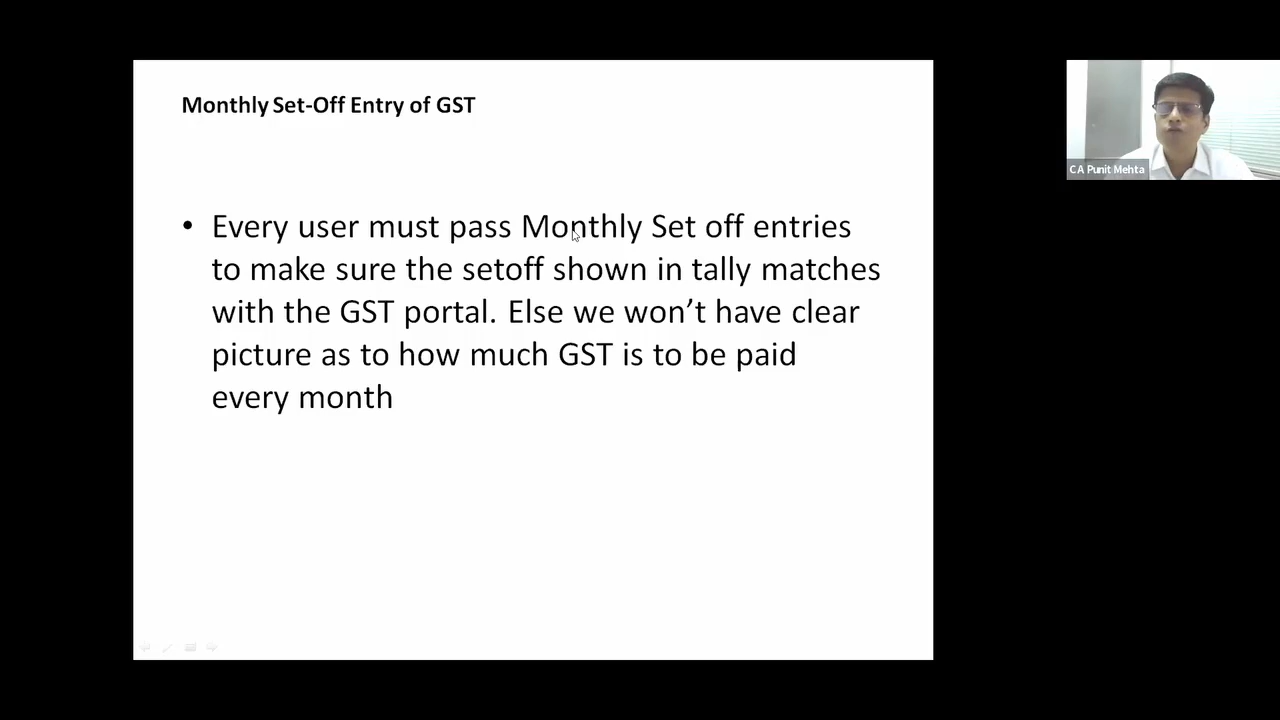 Monthly Set-Off Entry of GST
• Every user must pass Monthly Set off entries
to make sure the setoff shown in tally matches
with the GST portal. Else we won’t have clear
picture as to how much GST is to be paid
every month
CA Punit Mehta